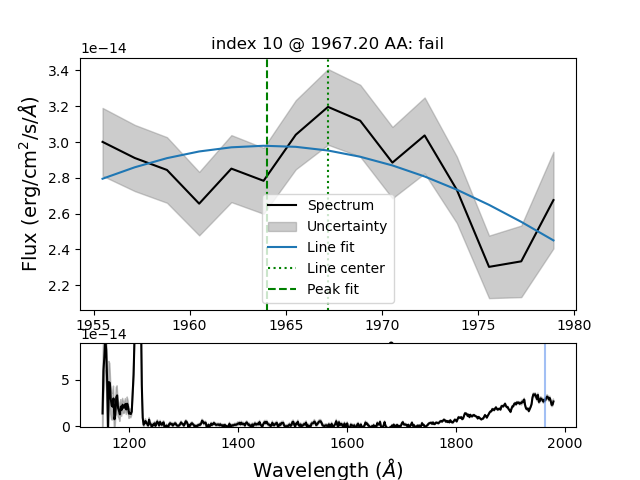 index 10 @ 1967.20 AA: fail
1e−14
3.4
3.2
3.0
2.8
2.6
2.4
2.2
Flux (erg/cm²/s/Å)
Spectrum
Uncertainty
Line fit
Line center
Peak fit
1955 1960 1965 1970 1975 1980
1e−14
5
0
1200 1400 1600 1800 2000
Wavelength (Å)